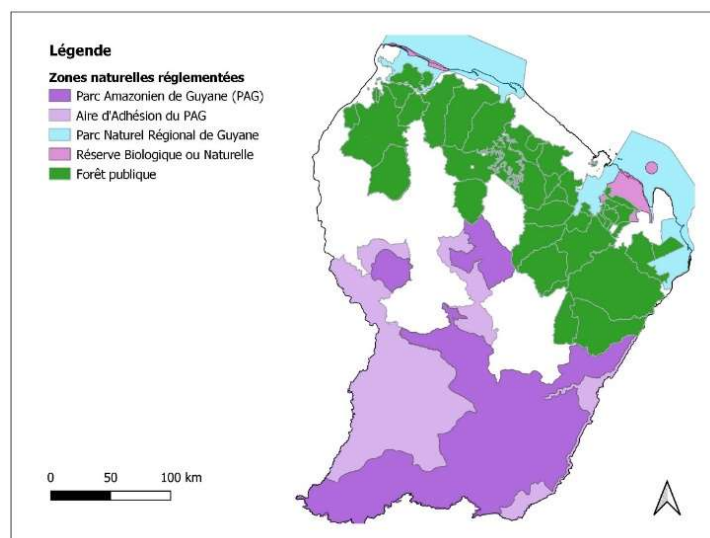 Légende
Zones naturelles réglementées
Parc Amazonien de Guyane (PAG)
Aire d'Adhésion du PAG
Parc Naturel Régional de Guyane
Réserve Biologique ou Naturelle
Forêt publique
0 50 100 km